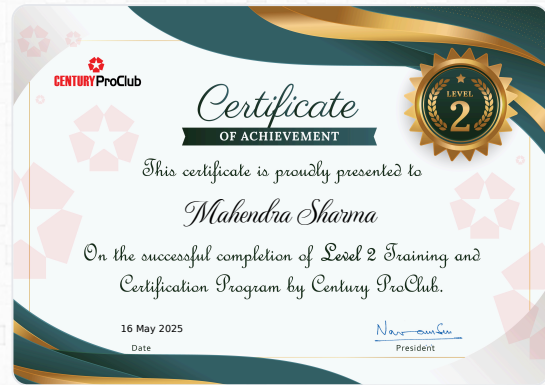 CENTURY ProClub
Certificate
OF ACHIEVEMENT
LEVEL
2
This certificate is proudly presented to
Mahendra Sharma
On the successful completion of Level 2 Training and
Certification Program by Century ProClub.
16 May 2025
Date
President